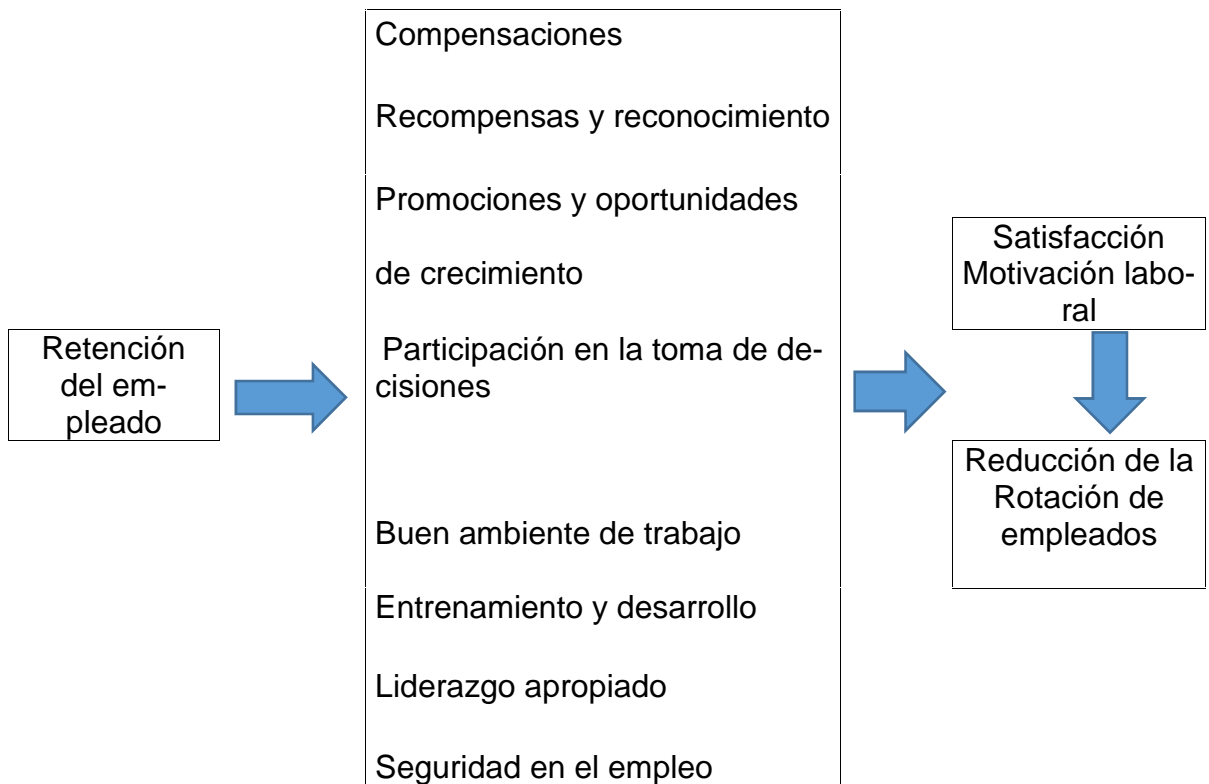 Retención
del em-
pleado
Compensaciones
Recompensas y reconocimiento
Promociones y oportunidades
de crecimiento
Participación en la toma de de-
cisiones
Buen ambiente de trabajo
Entrenamiento y desarrollo
Liderazgo apropiado
Seguridad en el empleo
Satisfacción
Motivación labo-
ral
Reducción de la
Rotación de
empleados